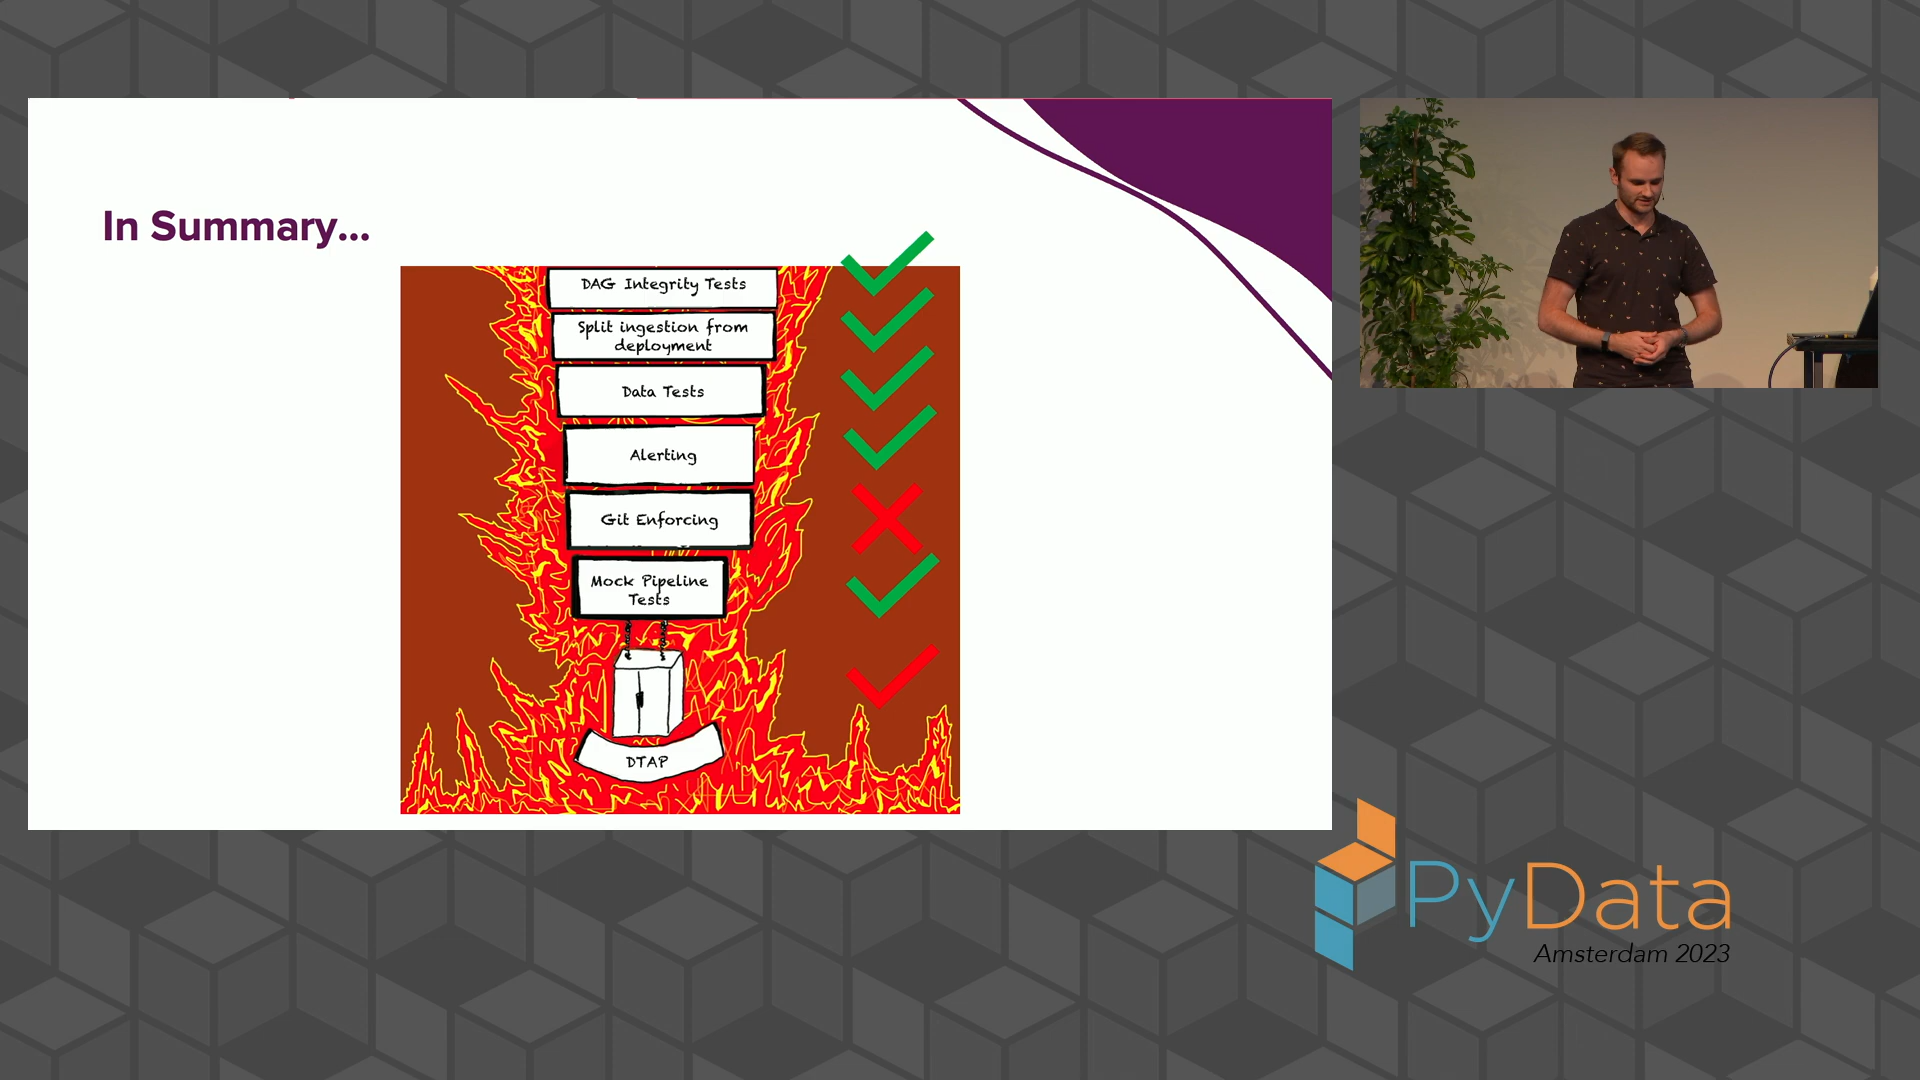 In Summary...
DAG Integrity Tests
Split ingestion from
deployment
Data Tests
Alerting
Git Enforcing
Mock Pipeline
Tests
DTAP
PyData
Amsterdam 2023